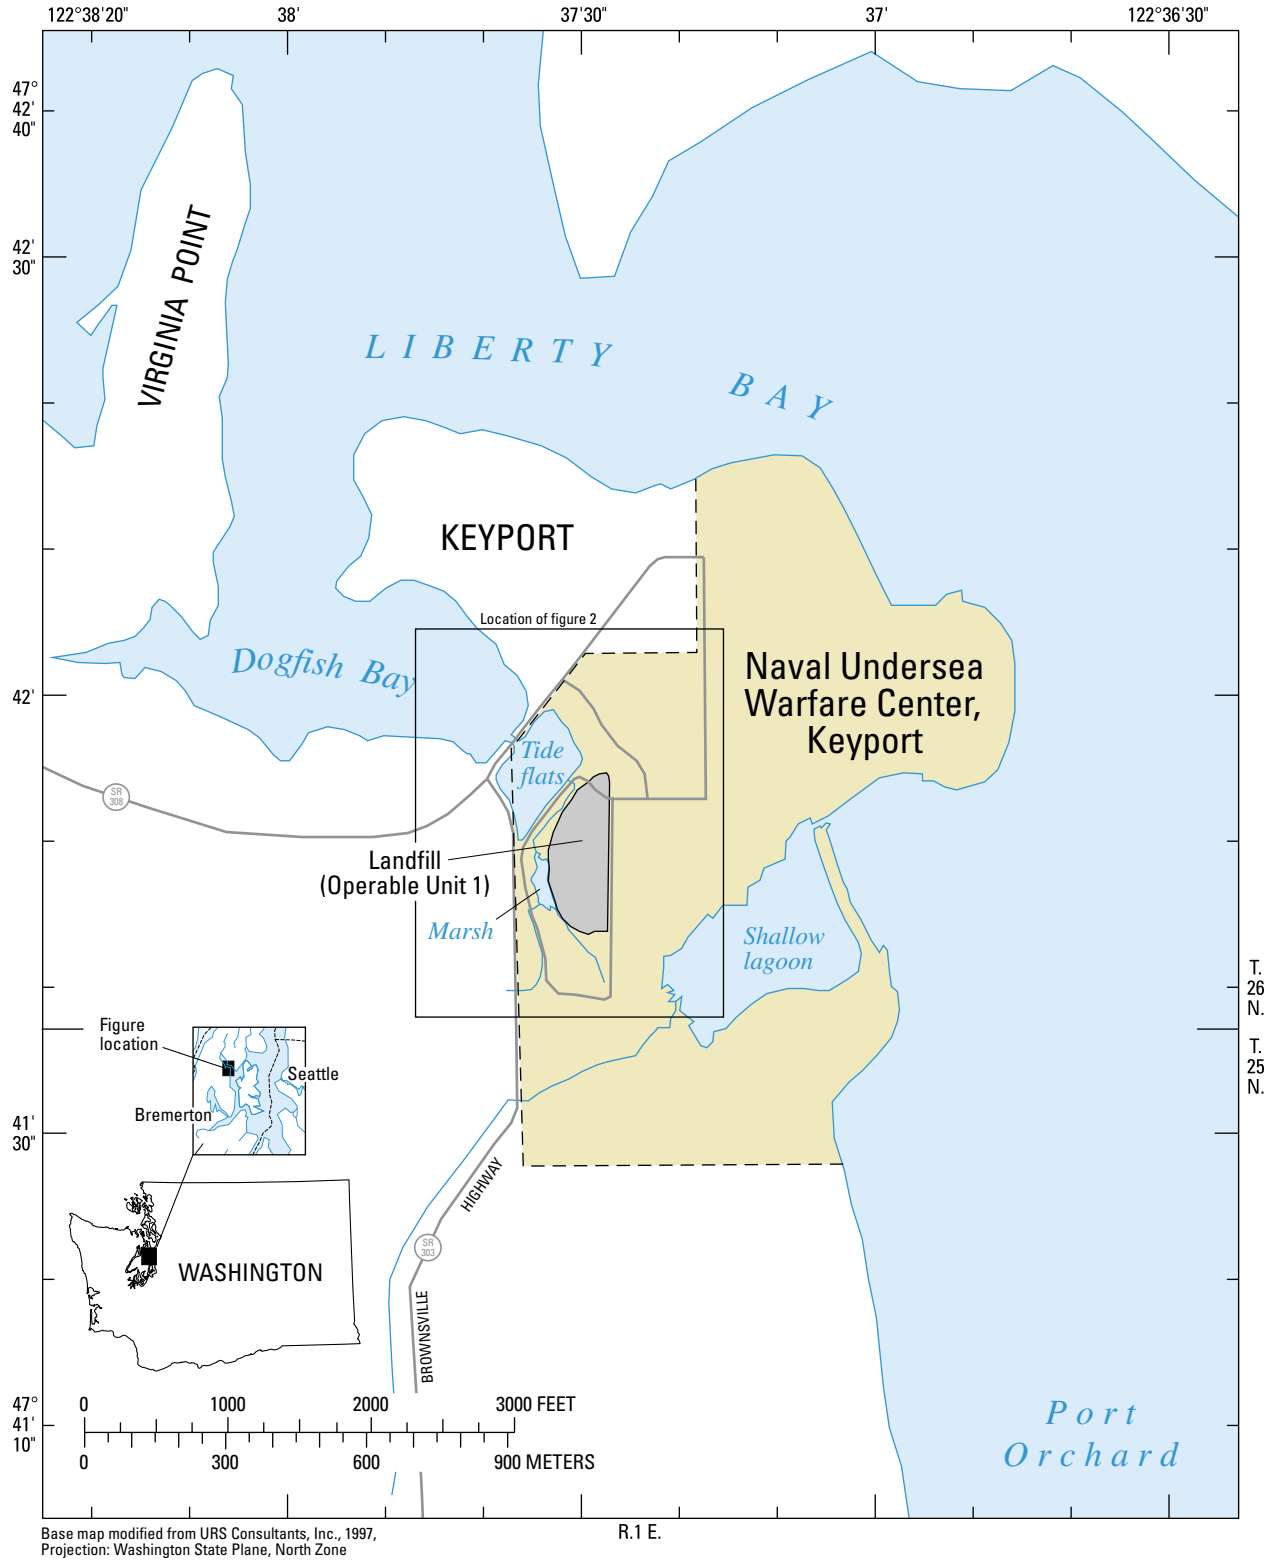 122°38'20"
38'
37'30"
37'
122°36'30"
47°
42'
40"
42'
30"
VIRGINIA POINT
LIBERTY
BAY
KEYPORT
Location of figure 2
Dogfish Bay
42'
Naval Undersea
Warfare Center,
Keyport
Tide
flats
SR
308
Landfill
(Operable Unit 1)
Marsh
Shallow
lagoon
T.
26
N.
T.
25
N.
Figure
location
Seattle
Bremerton
41'
30"
HIGHWAY
SR
303
WASHINGTON
BROWNSVILLE
0 1000 2000 3000 FEET
0 300 600 900 METERS
47°
41'
10"
Port
Orchard
Base map modified from URS Consultants, Inc., 1997,
Projection: Washington State Plane, North Zone
R.1 E.